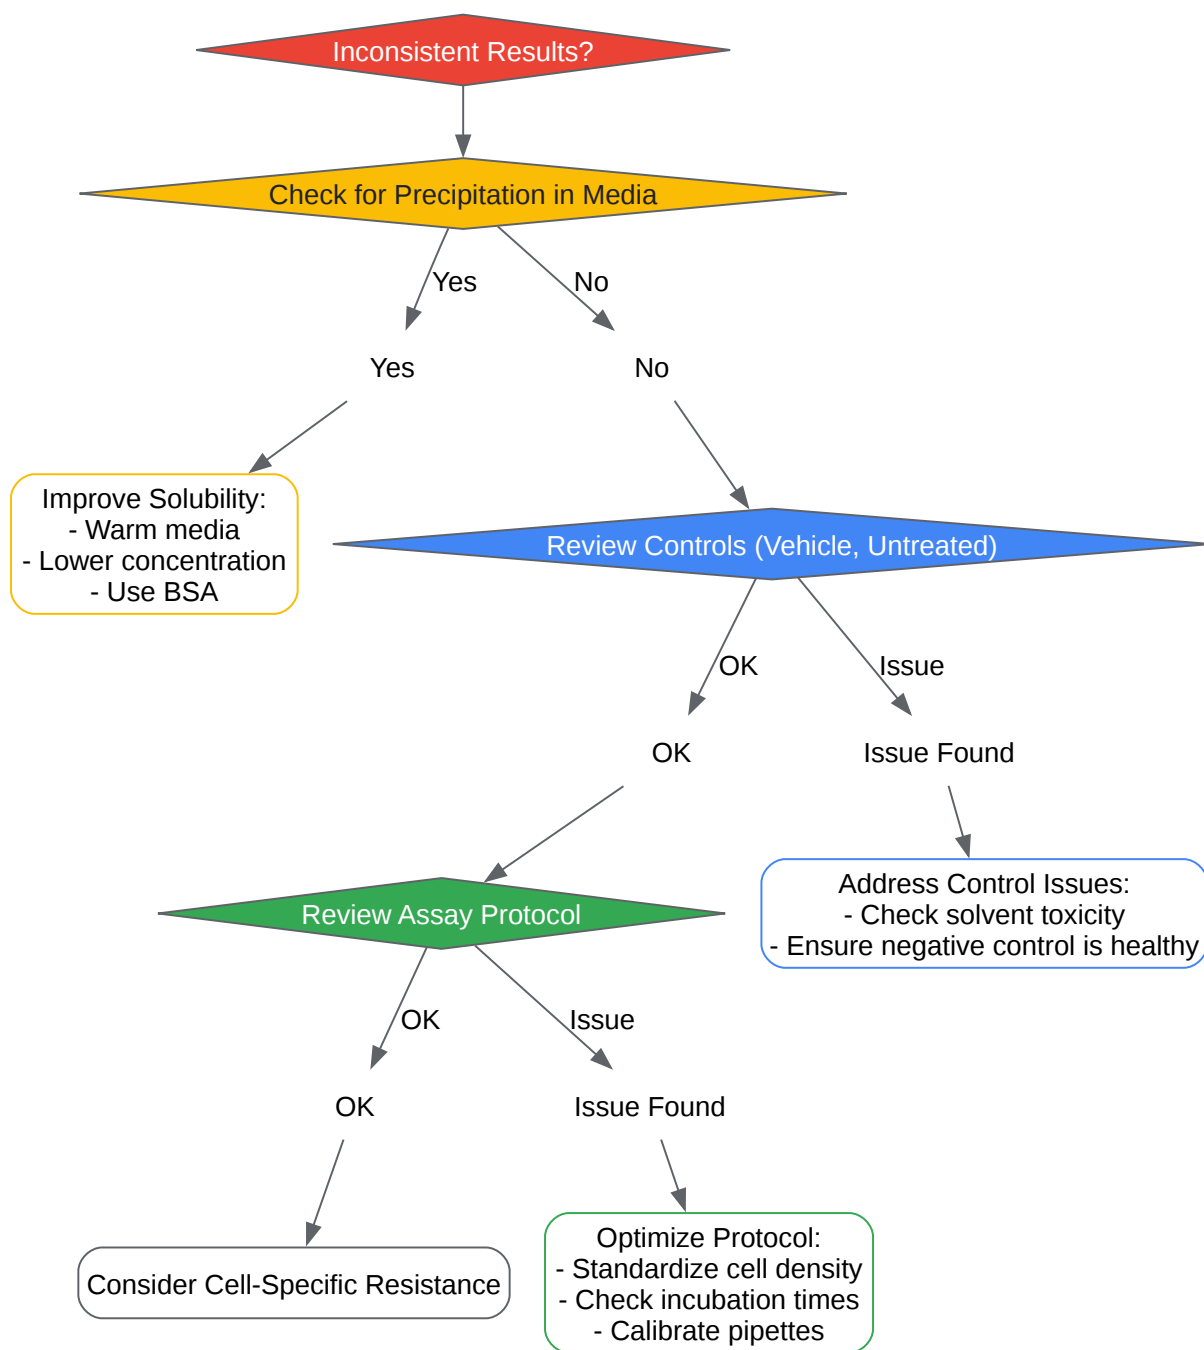 Inconsistent Results?
Check for Precipitation in Media
Yes
No
Yes
No
Improve Solubility:
- Warm media
- Lower concentration
- Use BSA
Review Controls (Vehicle, Untreated)
OK
Issue
OK
Issue Found
Address Control Issues:
- Check solvent toxicity
- Ensure negative control is healthy
Review Assay Protocol
OK
Issue
OK
Issue Found
Consider Cell-Specific Resistance
Optimize Protocol:
- Standardize cell density
- Check incubation times
- Calibrate pipettes